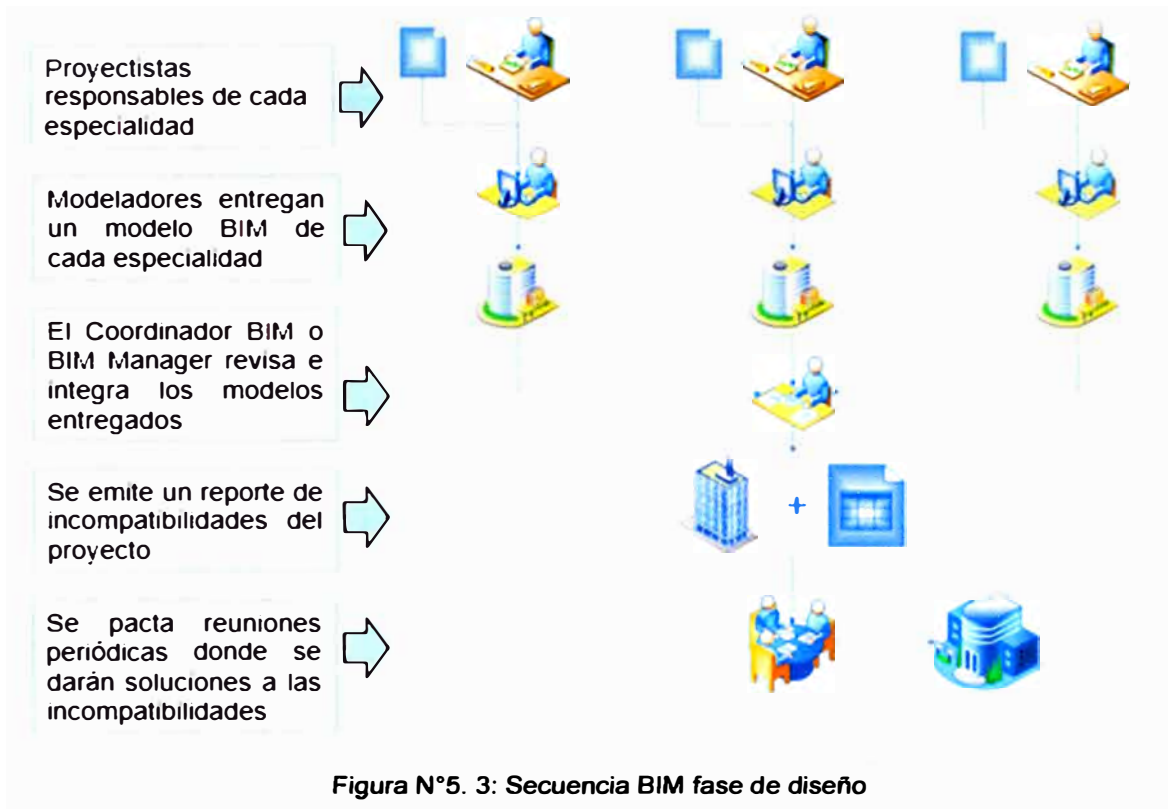 Proyectistas
responsables de cada
especialidad
Modeladores entregan
un modelo BIM de
cada especialidad
El Coordinador BIM o
BIM Manager revisa e
integra los modelos
entregados
Se emite un reporte de
incompatibilidades del
proyecto
+
Se pacta reuniones
periódicas donde se
darán soluciones a las
incompatibilidades
Figura N°5. 3: Secuencia BIM fase de diseño